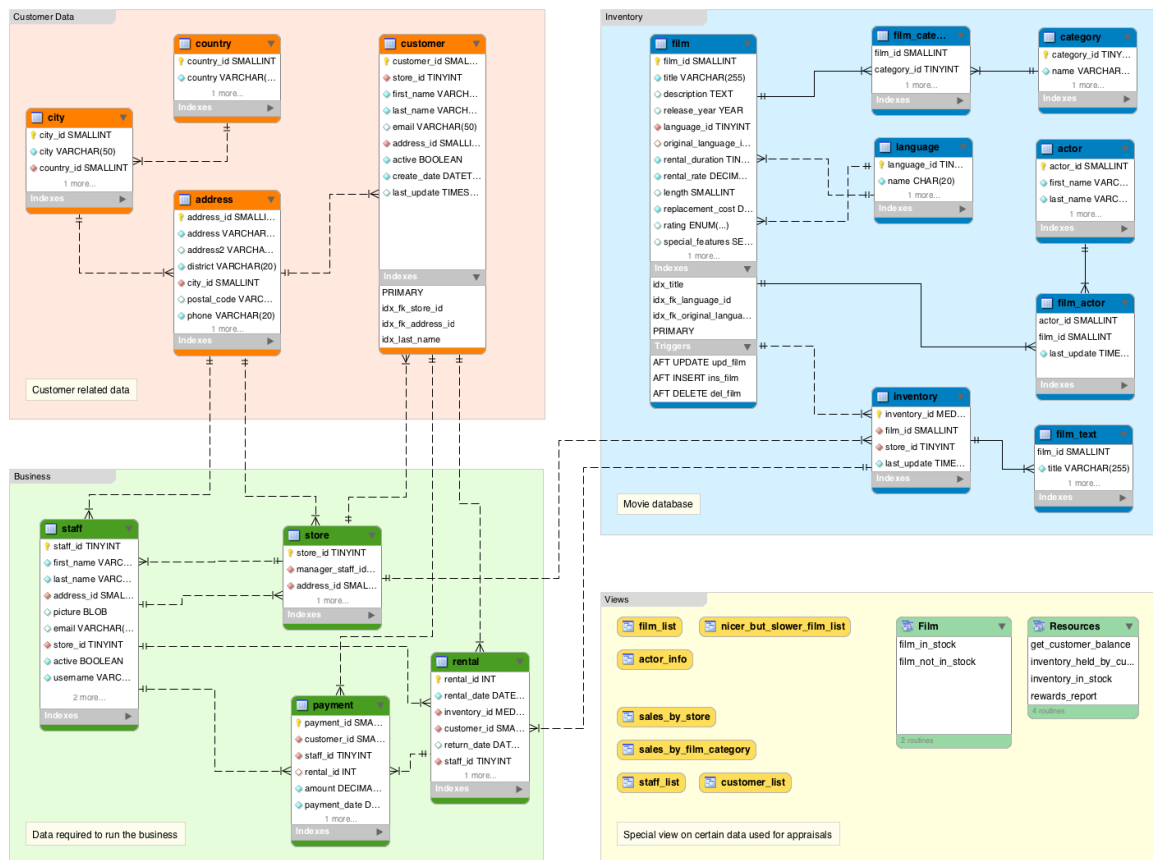 Customer Data
country
country_id SMALLINT
country VARCHAR(...
1 more...
Indexes
customer
customer_id SMAL...
store_id TINYINT
first_name VARCH...
last_name VARCH...
email VARCHAR(50)
address_id SMALLI...
active BOOLEAN
create_date DATET...
last_update TIMES...
Indexes
PRIMARY
idx_fk_store_id
idx_fk_address_id
idx_last_name
city
city_id SMALLINT
city VARCHAR(50)
country_id SMALLINT
1 more...
Indexes
address
address_id SMALLI...
address VARCHAR...
address2 VARCHA...
district VARCHAR(20)
city_id SMALLINT
postal_code VARC...
phone VARCHAR(20)
1 more...
Indexes
Customer related data
Inventory
film
film_id SMALLINT
title VARCHAR(255)
description TEXT
release_year YEAR
language_id TINYINT
original_language_i...
rental_duration TIN...
rental_rate DECIM...
length SMALLINT
replacement_cost D...
rating ENUM(...)
special_features SE...
1 more...
Indexes
idx_title
idx_fk_language_id
idx_fk_original_langua...
PRIMARY
Triggers
AFT UPDATE upd_film
AFT INSERT ins_film
AFT DELETE del_film
film_cate...
film_id SMALLINT
category_id TINYINT
1 more...
Indexes
category
category_id TINY...
name VARCHAR...
1 more...
Indexes
language
language_id TIN...
name CHAR(20)
1 more...
Indexes
actor
actor_id SMALLINT
first_name VARC...
last_name VARC...
1 more...
Indexes
film_actor
actor_id SMALLINT
film_id SMALLINT
last_update TIME...
Indexes
inventory
inventory_id MED...
film_id SMALLINT
store_id TINYINT
last_update TIME...
Indexes
film_text
film_id SMALLINT
title VARCHAR(255)
1 more...
Indexes
Movie database
Business
staff
staff_id TINYINT
first_name VARC...
last_name VARC...
address_id SMAL...
picture BLOB
email VARCHAR(...
store_id TINYINT
active BOOLEAN
username VARC...
2 more...
Indexes
store
store_id TINYINT
manager_staff_id...
address_id SMAL...
1 more...
Indexes
payment
payment_id SMA...
customer_id SMA...
staff_id TINYINT
rental_id INT
amount DECIMA...
payment_date D...
1 more...
Indexes
rental
rental_id INT
rental_date DATE...
inventory_id MED...
customer_id SMA...
return_date DAT...
staff_id TINYINT
1 more...
Indexes
Data required to run the business
Views
film_list
nicer_but_slower_film_list
actor_info
sales_by_store
sales_by_film_category
staff_list
customer_list
Film
film_in_stock
film_not_in_stock
2 routines
Resources
get_customer_balance
inventory_held_by_cu...
inventory_in_stock
rewards_report
4 routines
Special view on certain data used for appraisals